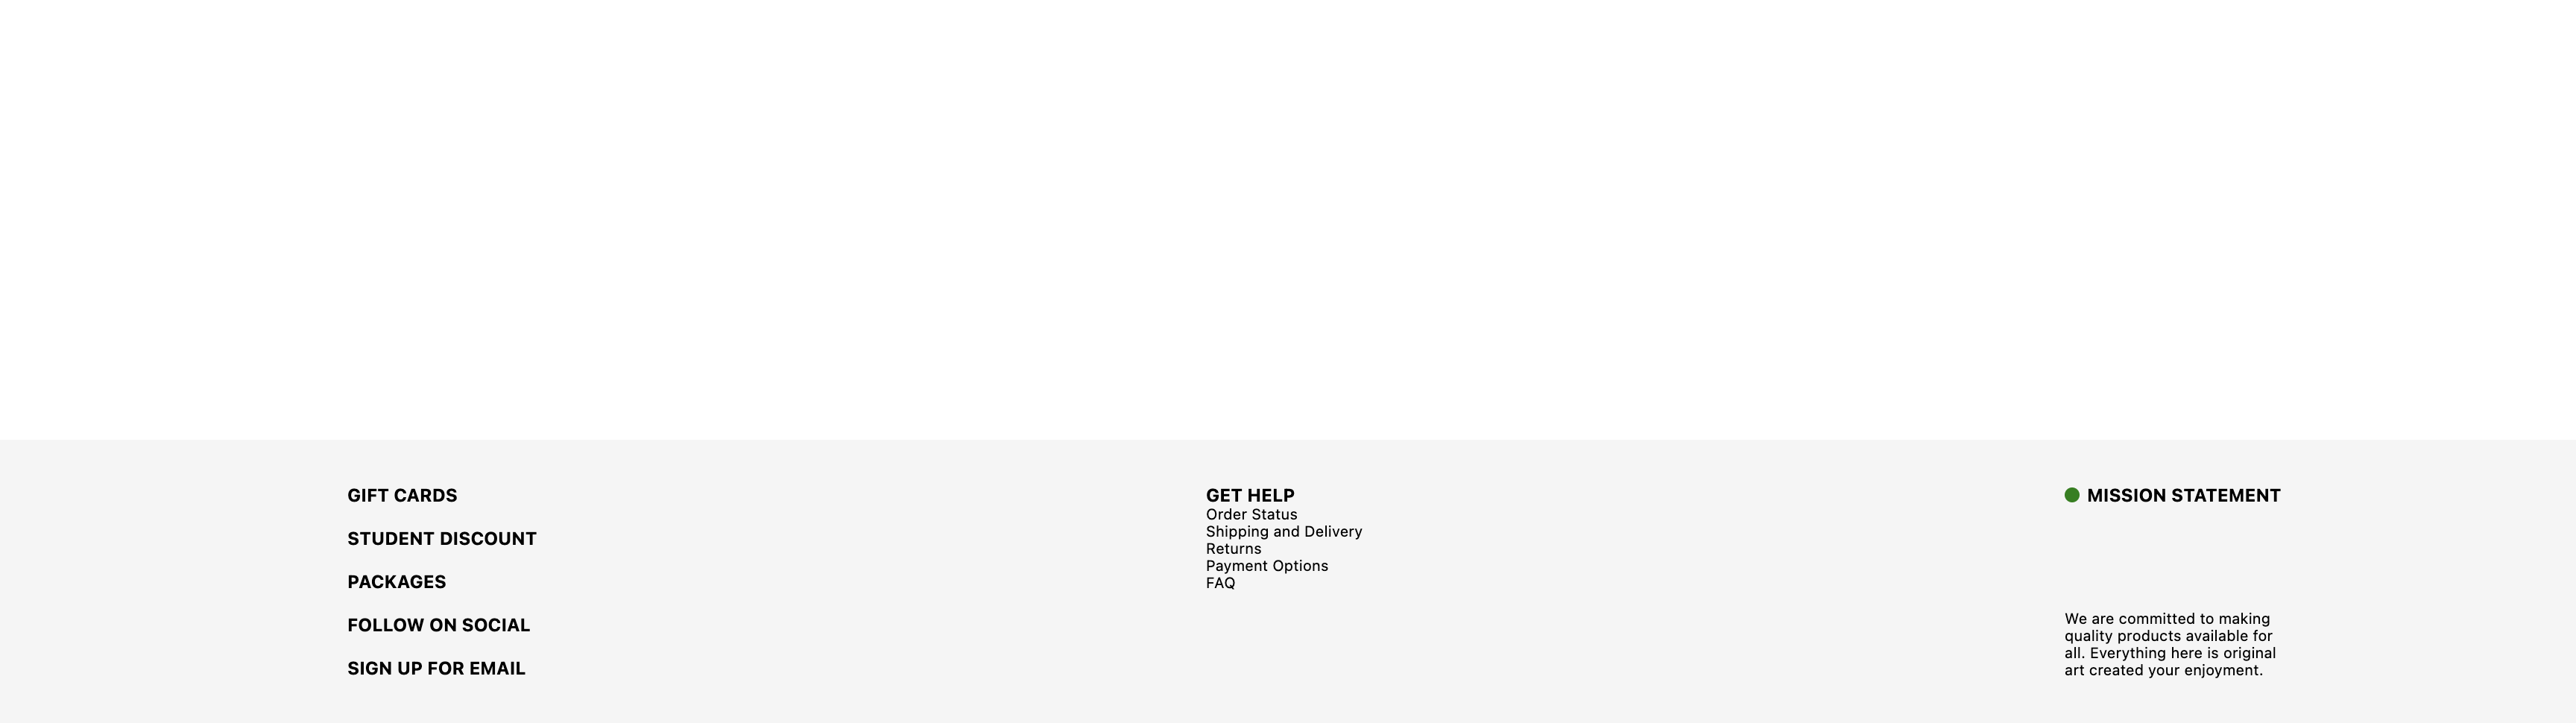 GIFT CARDS
STUDENT DISCOUNT
PACKAGES
FOLLOW ON SOCIAL
SIGN UP FOR EMAIL
GET HELP
Order Status
Shipping and Delivery
Returns
Payment Options
FAQ
MISSION STATEMENT
We are committed to making
quality products available for
all. Everything here is original
art created your enjoyment.